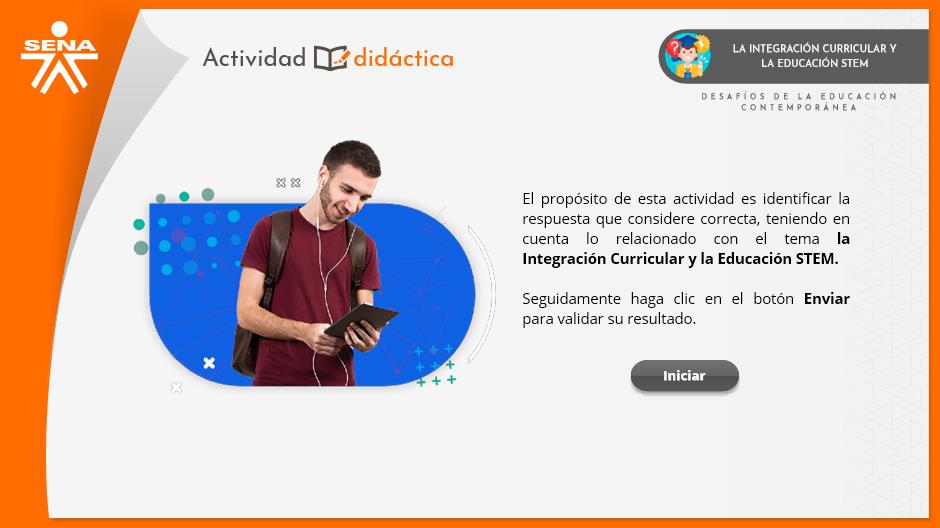 SENA
Actividad didáctica
LA INTEGRACIÓN CURRICULAR Y
LA EDUCACIÓN STEM
DESAFÍOS DE LA EDUCACIÓN
CONTEMPORÁNEA
El propósito de esta actividad es identificar la
respuesta que considere correcta, teniendo en
cuenta lo relacionado con el tema la
Integración Curricular y la Educación STEM.
Seguidamente haga clic en el botón Enviar
para validar su resultado.
Iniciar